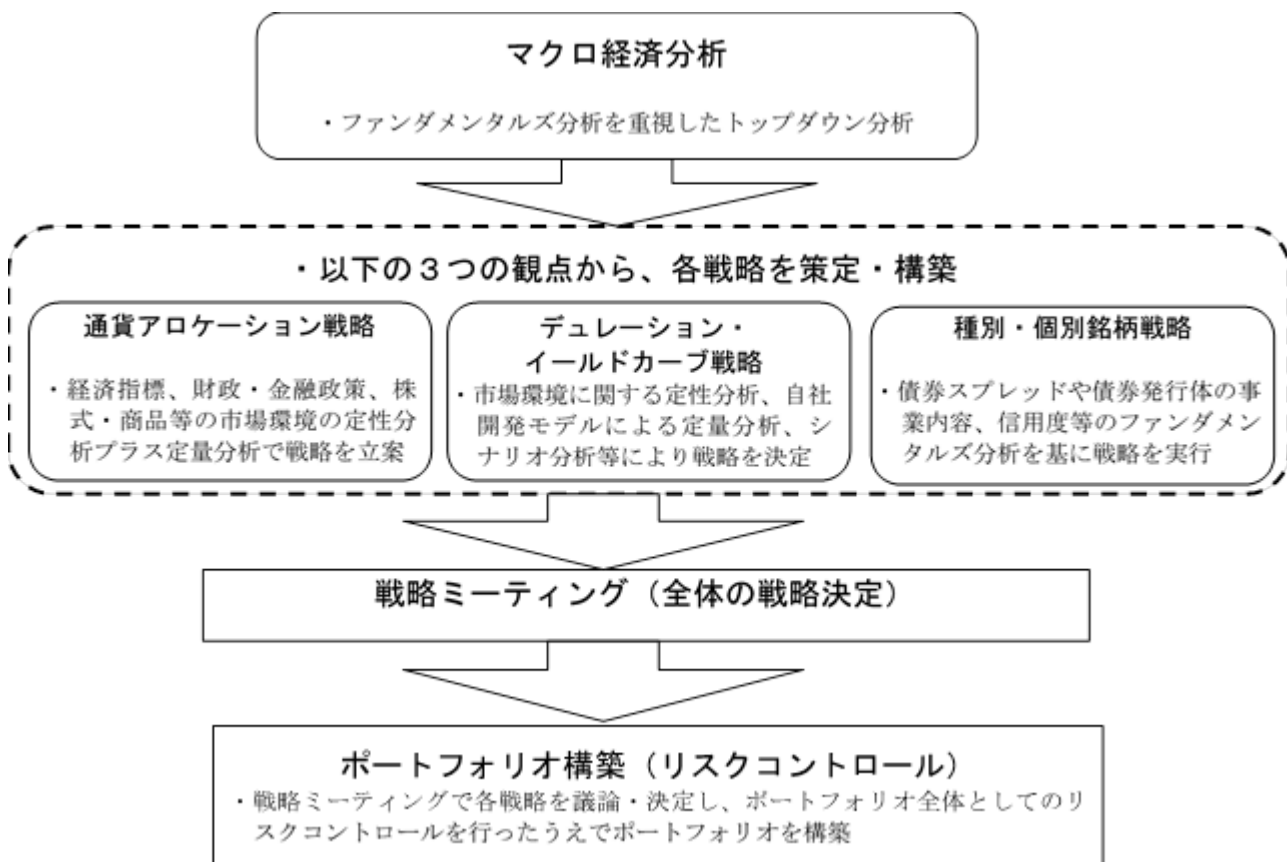 マクロ経済分析
・ファンダメンタルズ分析を重視したトップダウン分析
・以下の３つの観点から、各戦略を策定・構築
通貨アロケーション戦略
・経済指標、財政・金融政策、株
式・商品等の市場環境の定性分
析プラス定量分析で戦略を立案
デュレーション・
イールドカーブ戦略
・市場環境に関する定性分析、自社
開発モデルによる定量分析、シ
ナリオ分析等により戦略を決定
種別・個別銘柄戦略
・債券スプレッドや債券発行体の事
業内容、信用度等のファンダメン
タルズ分析を基に戦略を実行
戦略ミーティング（全体の戦略決定）
ポートフォリオ構築（リスクコントロール）
・戦略ミーティングで各戦略を議論・決定し、ポートフォリオ全体としてのリ
スクコントロールを行ったうえでポートフォリオを構築